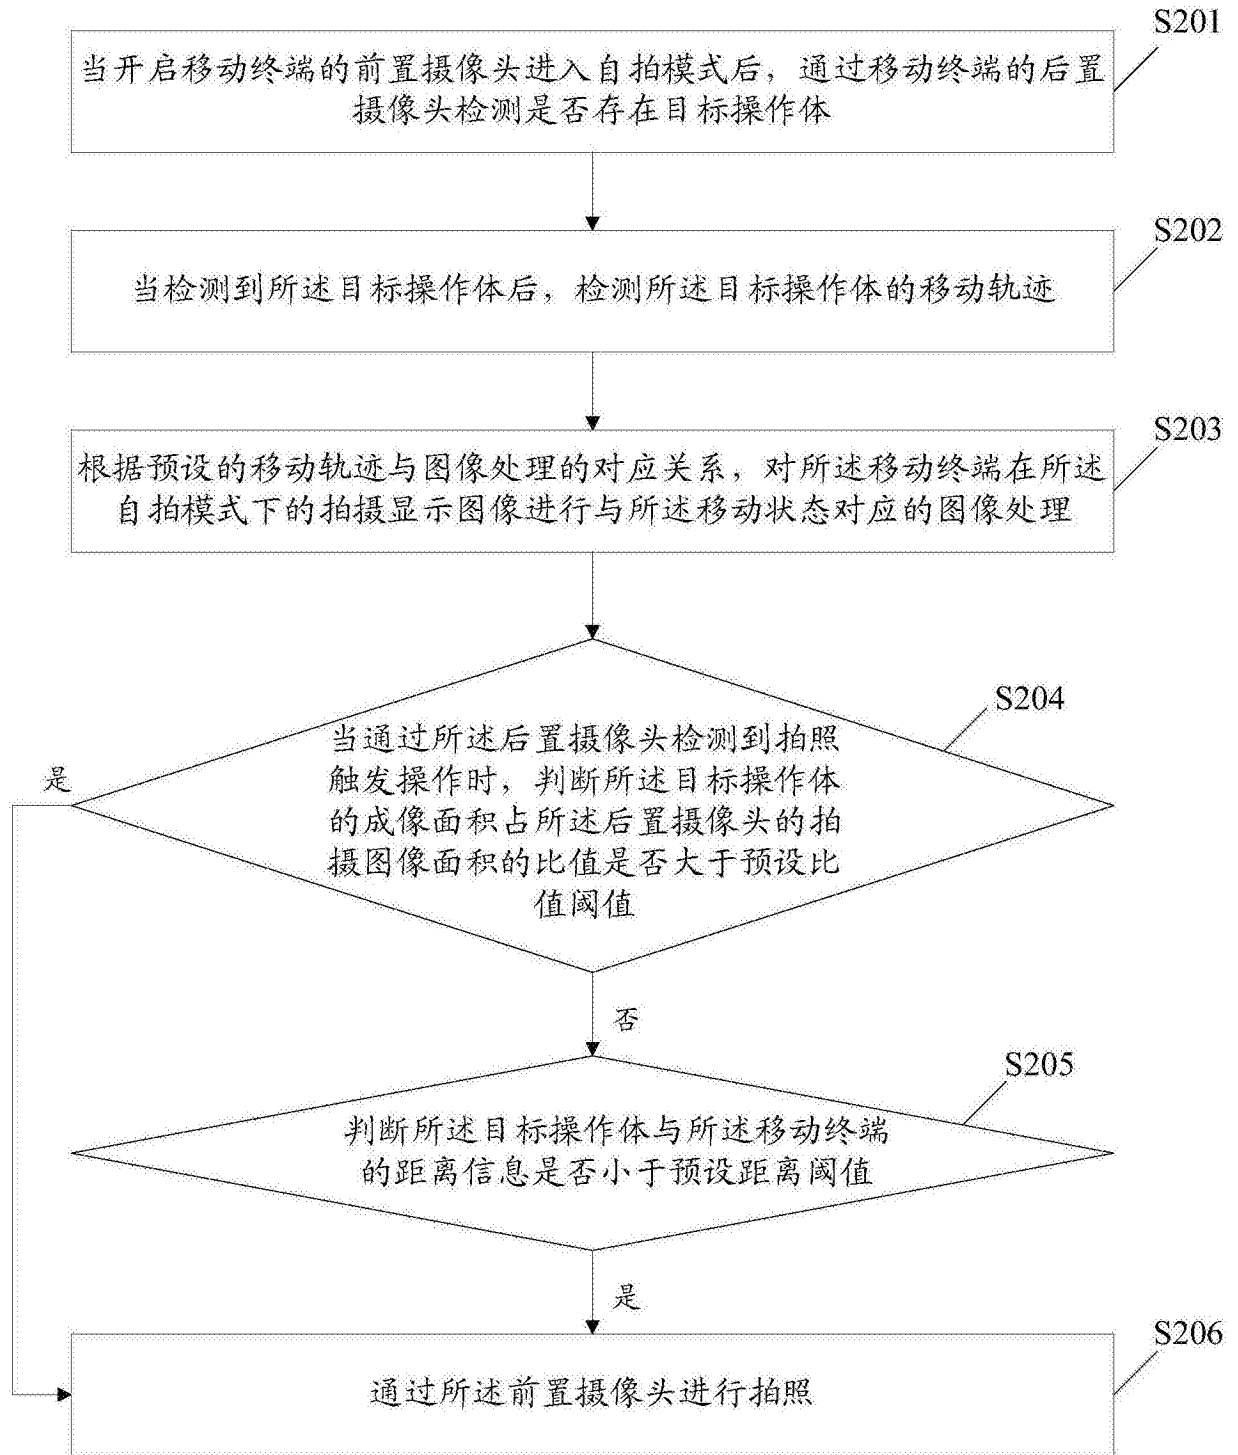 S201
当开启移动终端的前置摄像头进入自拍模式后，通过移动终端的后置
摄像头检测是否存在目标操作体
S202
当检测到所述目标操作体后，检测所述目标操作体的移动轨迹
S203
根据预设的移动轨迹与图像处理的对应关系，对所述移动终端在所述
自拍模式下的拍摄显示图像进行与所述移动状态对应的图像处理
S204
当通过所述后置摄像头检测到拍照
触发操作时，判断所述目标操作体
的成像面积占所述后置摄像头的拍
摄图像面积的比值是否大于预设比
值阈值
是
否
S205
判断所述目标操作体与所述移动终端
的距离信息是否小于预设距离阈值
是
S206
通过所述前置摄像头进行拍照